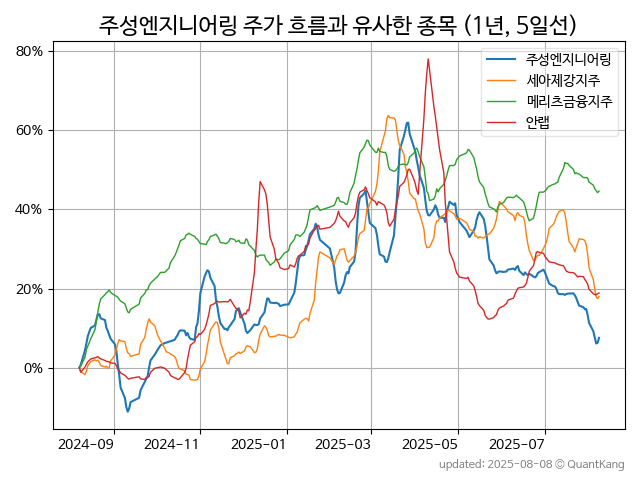 주성엔지니어링 주가 흐름과 유사한 종목 (1년, 5일선)
80%
60%
40%
20%
0%
주성엔지니어링
세아제강지주
메리츠금융지주
안랩
2024-09
2024-11
2025-01
2025-03
2025-05
2025-07
updated: 2025-08-08 © QuantKang